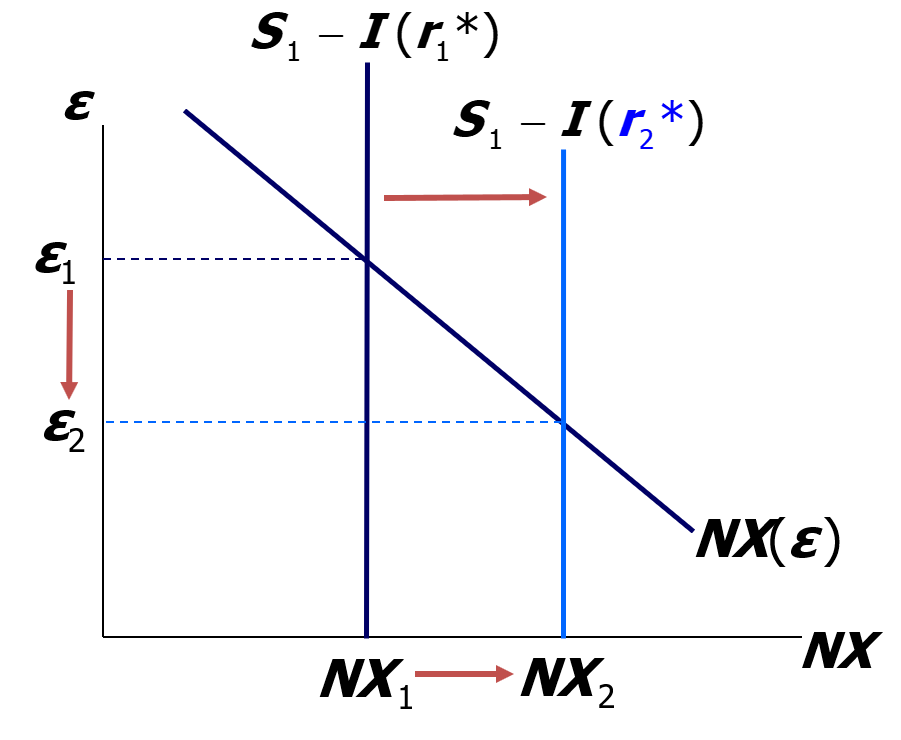 S₁ − I (r₁*)
ε
S₁ − I (r₂*)
ε₁
ε₂
NX(ε)
NX
NX₁
NX₂